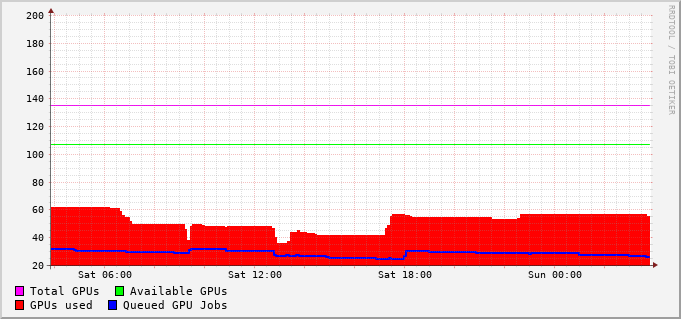 200
180
160
140
120
100
80
60
40
20
Sat 06:00 Sat 12:00 Sat 18:00 Sun 00:00
Total GPUs Available GPUs
GPUs used Queued GPU Jobs
RRDTOOL / TOBI OETIKER